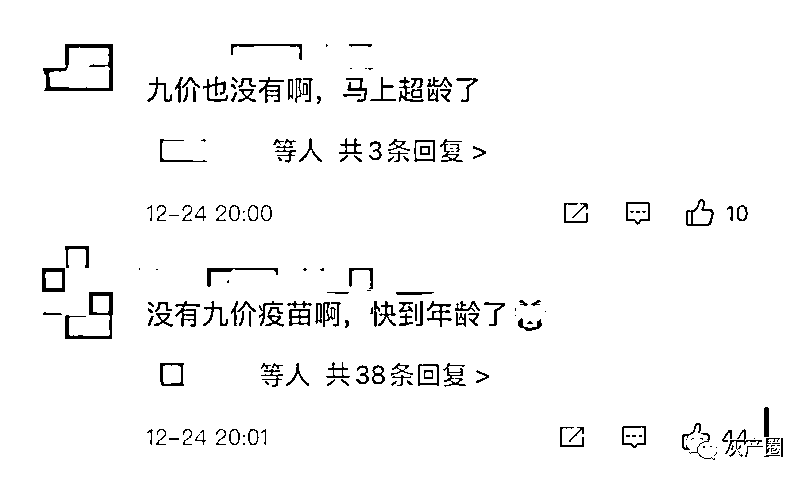 九价也没有啊，马上超龄了
等人 共3条回复 >
12-24 20:00 10
没有九价疫苗啊，快到年龄了
等人 共38条回复 >
12-24 20:01
灰产圈